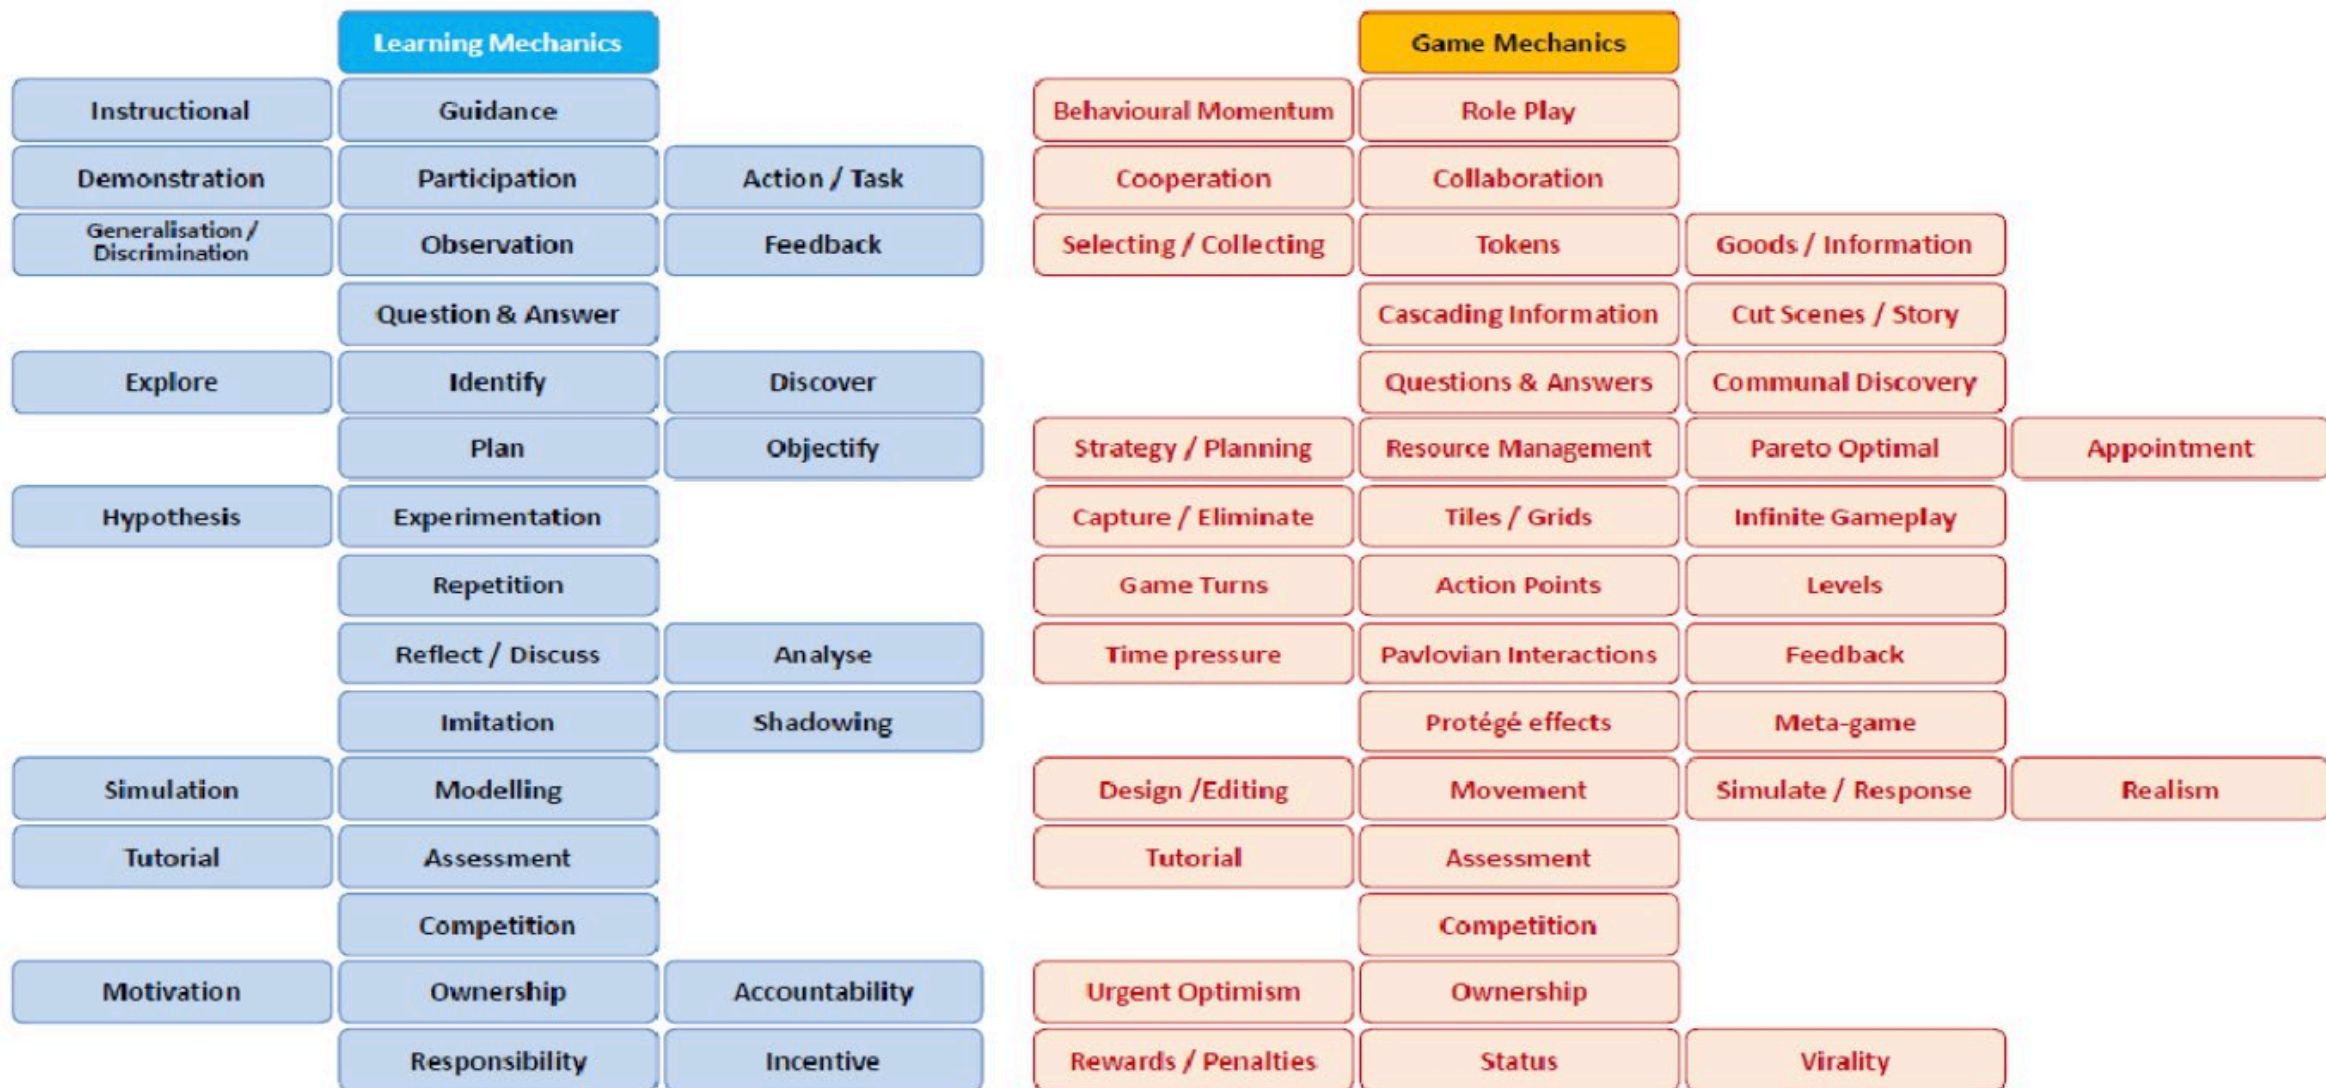 Learning Mechanics
Game Mechanics
Instructional
Guidance
Behavioural Momentum
Role Play
Demonstration
Participation
Action / Task
Cooperation
Collaboration
Generalisation /
Discrimination
Observation
Feedback
Selecting / Collecting
Tokens
Goods / Information
Question & Answer
Cascading Information
Cut Scenes / Story
Explore
Identify
Discover
Questions & Answers
Communal Discovery
Plan
Objectify
Strategy / Planning
Resource Management
Pareto Optimal
Appointment
Hypothesis
Experimentation
Capture / Eliminate
Tiles / Grids
Infinite Gameplay
Repetition
Game Turns
Action Points
Levels
Reflect / Discuss
Analyse
Time pressure
Pavlovian Interactions
Feedback
Imitation
Shadowing
Protégé effects
Meta-game
Simulation
Modelling
Design /Editing
Movement
Simulate / Response
Realism
Tutorial
Assessment
Tutorial
Assessment
Competition
Competition
Motivation
Ownership
Accountability
Urgent Optimism
Ownership
Responsibility
Incentive
Rewards / Penalties
Status
Virality